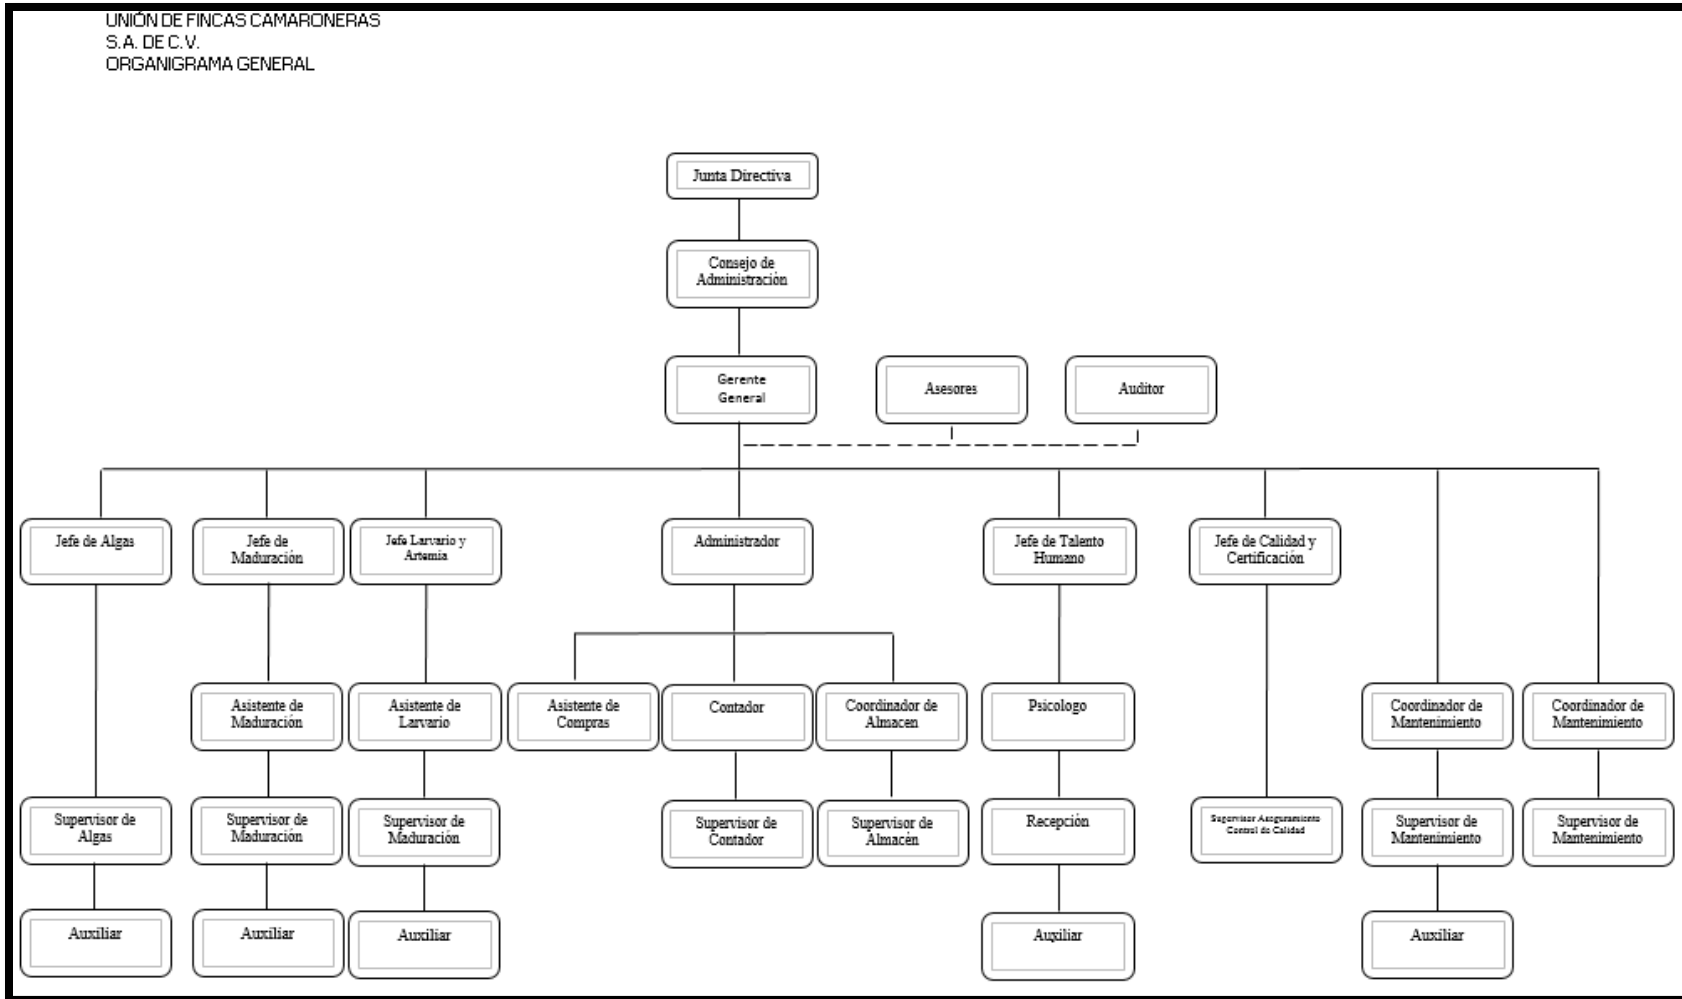 UNIÓN DE FINCAS CAMARONERAS
S.A. DE C.V.
ORGANIGRAMA GENERAL
Junta Directiva
Consejo de
Administración
Gerente
General
Asesores
Auditor
Jefe de Algas
Jefe de
Maduración
Jefe Larvario y
Artemia
Administrador
Jefe de Talento
Humano
Jefe de Calidad y
Certificación
Asistente de
Maduración
Asistente de
Larvario
Asistente de
Compras
Contador
Coordinador de
Almacen
Psicologo
Coordinador de
Mantenimiento
Coordinador de
Mantenimiento
Supervisor de
Algas
Supervisor de
Maduración
Supervisor de
Maduración
Supervisor de
Contador
Supervisor de
Almacén
Recepción
Supervisor Aseguramiento
Control de Calidad
Supervisor de
Mantenimiento
Supervisor de
Mantenimiento
Auxiliar
Auxiliar
Auxiliar
Auxiliar
Auxiliar